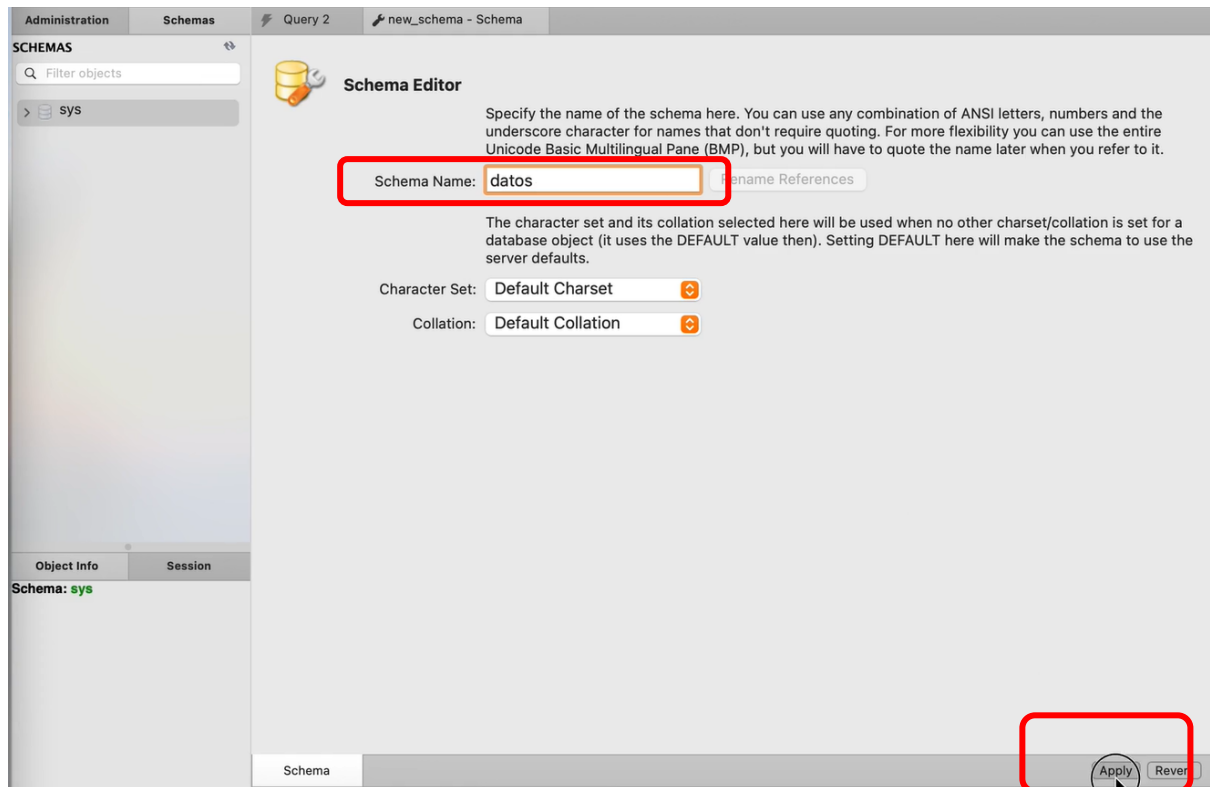 Administration
Schemas
Query 2
new_schema - Schema
SCHEMAS
Filter objects
sys
Schema Editor
Specify the name of the schema here. You can use any combination of ANSI letters, numbers and the
underscore character for names that don't require quoting. For more flexibility you can use the entire
Unicode Basic Multilingual Pane (BMP), but you will have to quote the name later when you refer to it.
Schema Name: datos
Rename References
The character set and its collation selected here will be used when no other charset/collation is set for a
database object (it uses the DEFAULT value then). Setting DEFAULT here will make the schema to use the
server defaults.
Character Set: Default Charset
Collation: Default Collation
Object Info
Session
Schema: sys
Schema
Apply
Revert